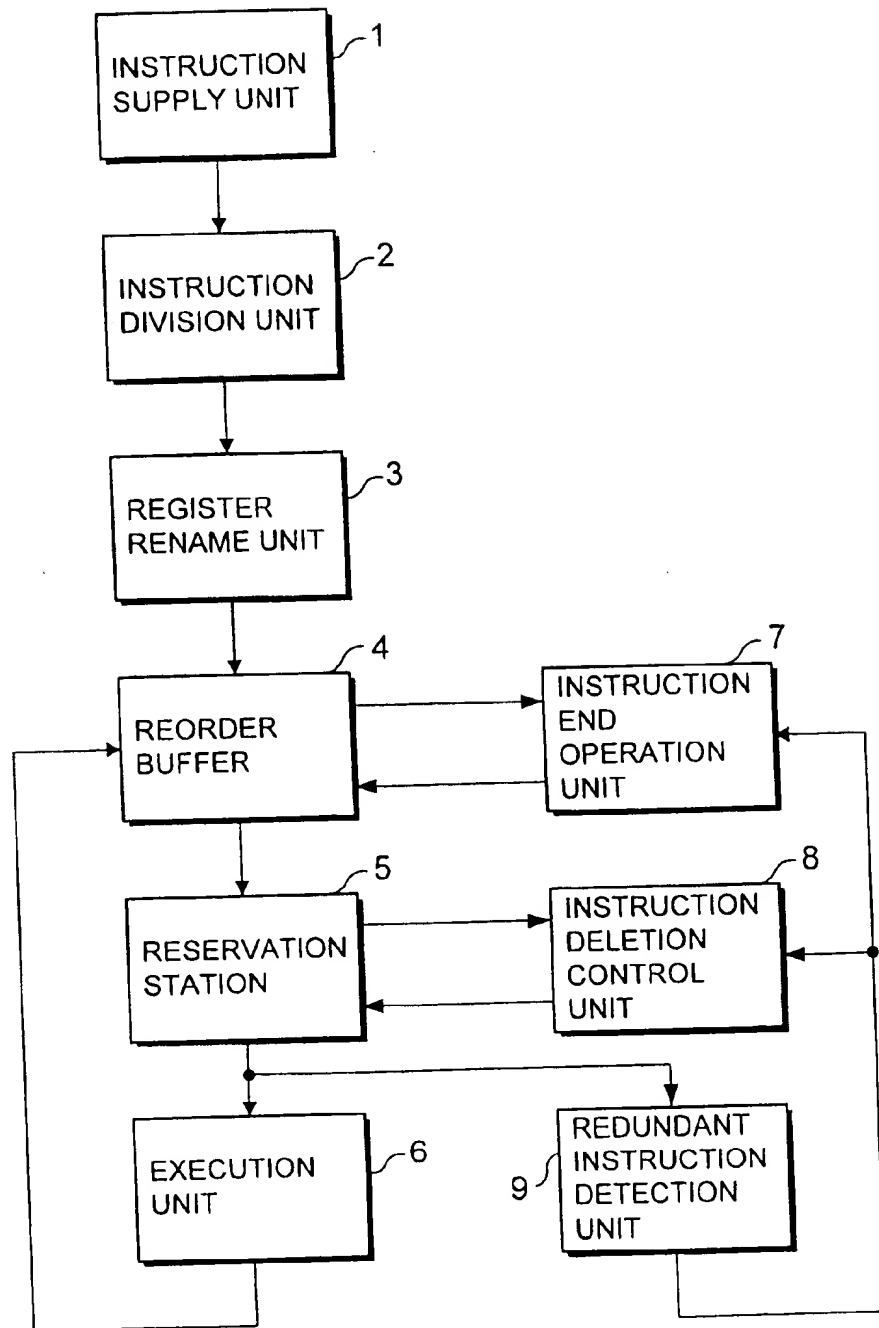 1
INSTRUCTION
SUPPLY UNIT
2
INSTRUCTION
DIVISION UNIT
3
REGISTER
RENAME UNIT
4
REORDER
BUFFER
7
INSTRUCTION
END
OPERATION
UNIT
5
RESERVATION
STATION
8
INSTRUCTION
DELETION
CONTROL
UNIT
6
EXECUTION
UNIT
9
REDUNDANT
INSTRUCTION
DETECTION
UNIT